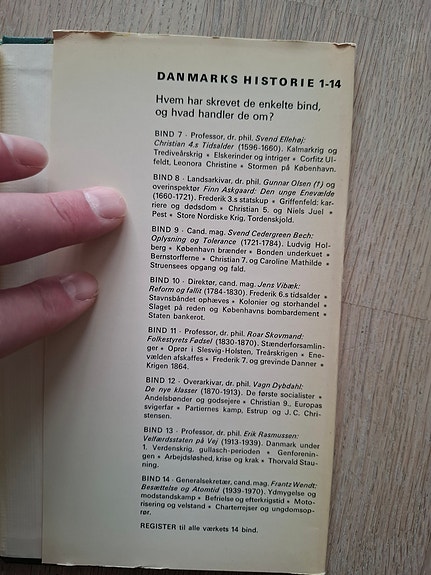 DANMARKS HISTORIE 1-14
Hvem har skrevet de enkelte bind,
og hvad handler de om?
BIND 7 · Professor, dr. phil. Svend Ellehøj:
Christian 4.s Tidsalder (1596-1660). Kalmarkrig og
Trediveårskrig * Elskerinder og intriger * Corfitz Ul-
feldt, Leonora Christine * Stormen på København.
BIND 8 · Landsarkivar, dr. phil. Gunnar Olsen (†) og
overinspektør Finn Askgaard: Den unge Enevælde
(1660-1721). Frederik 3.s statskup * Griffenfeld: kar-
riere og dødsdom * Christian 5. og Niels Juel *
Pest * Store Nordiske Krig, Tordenskjold.
BIND 9 · Cand. mag. Svend Cedergreen Bech:
Oplysning og Tolerance (1721-1784). Ludvig Hol-
berg * København brænder * Bonden underkuet *
Bernstorfferne * Christian 7. og Caroline Mathilde *
Struensees opgang og fald.
BIND 10 · Direktør, cand. mag. Jens Vibæk:
Reform og fallit (1784-1830). Frederik 6.s tidsalder *
Stavnsbåndet ophæves * Kolonier og storhandel *
Slaget på reden og Københavns bombardement *
Staten bankerot.
BIND 11 · Professor, dr. phil. Roar Skovmand:
Folkestyrets Fødsel (1830-1870). Stænderforsamlin-
ger * Oprør i Slesvig-Holsten, Treårskrigen * Ene-
vælden afskaffes * Frederik 7. og grevinde Danner *
Krigen 1864.
BIND 12 · Overarkivar, dr. phil. Vagn Dybdahl:
De nye klasser (1870-1913). De første socialister *
Andelsbønder og godsejere * Christian 9., Europas
svigerfar * Partiernes kamp, Estrup og J. C. Chri-
stensen.
BIND 13 · Professor, dr. phil. Erik Rasmussen:
Velfærdsstaten på Vej (1913-1939). Danmark under
1. Verdenskrig, gullasch-perioden * Genforenin-
gen * Arbejdsløshed, krise og krak * Thorvald Stau-
ning.
BIND 14 · Generalsekretær, cand. mag. Frantz Wendt:
Besættelse og Atomtid (1939-1970). Ydmygelse og
modstandskamp * Befrielse og efterkrigstid * Moto-
risering og velstand * Charterrejser og ungdomsop-
rør.
REGISTER til alle værkets 14 bind.